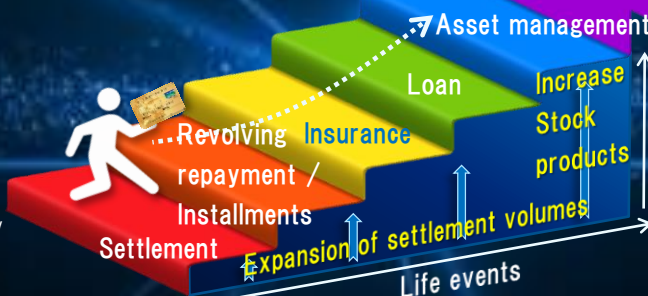 Asset management
Loan
Increase
Stock
products
Revolving
repayment /
Installments
Insurance
Settlement
Expansion of settlement volumes
Life events